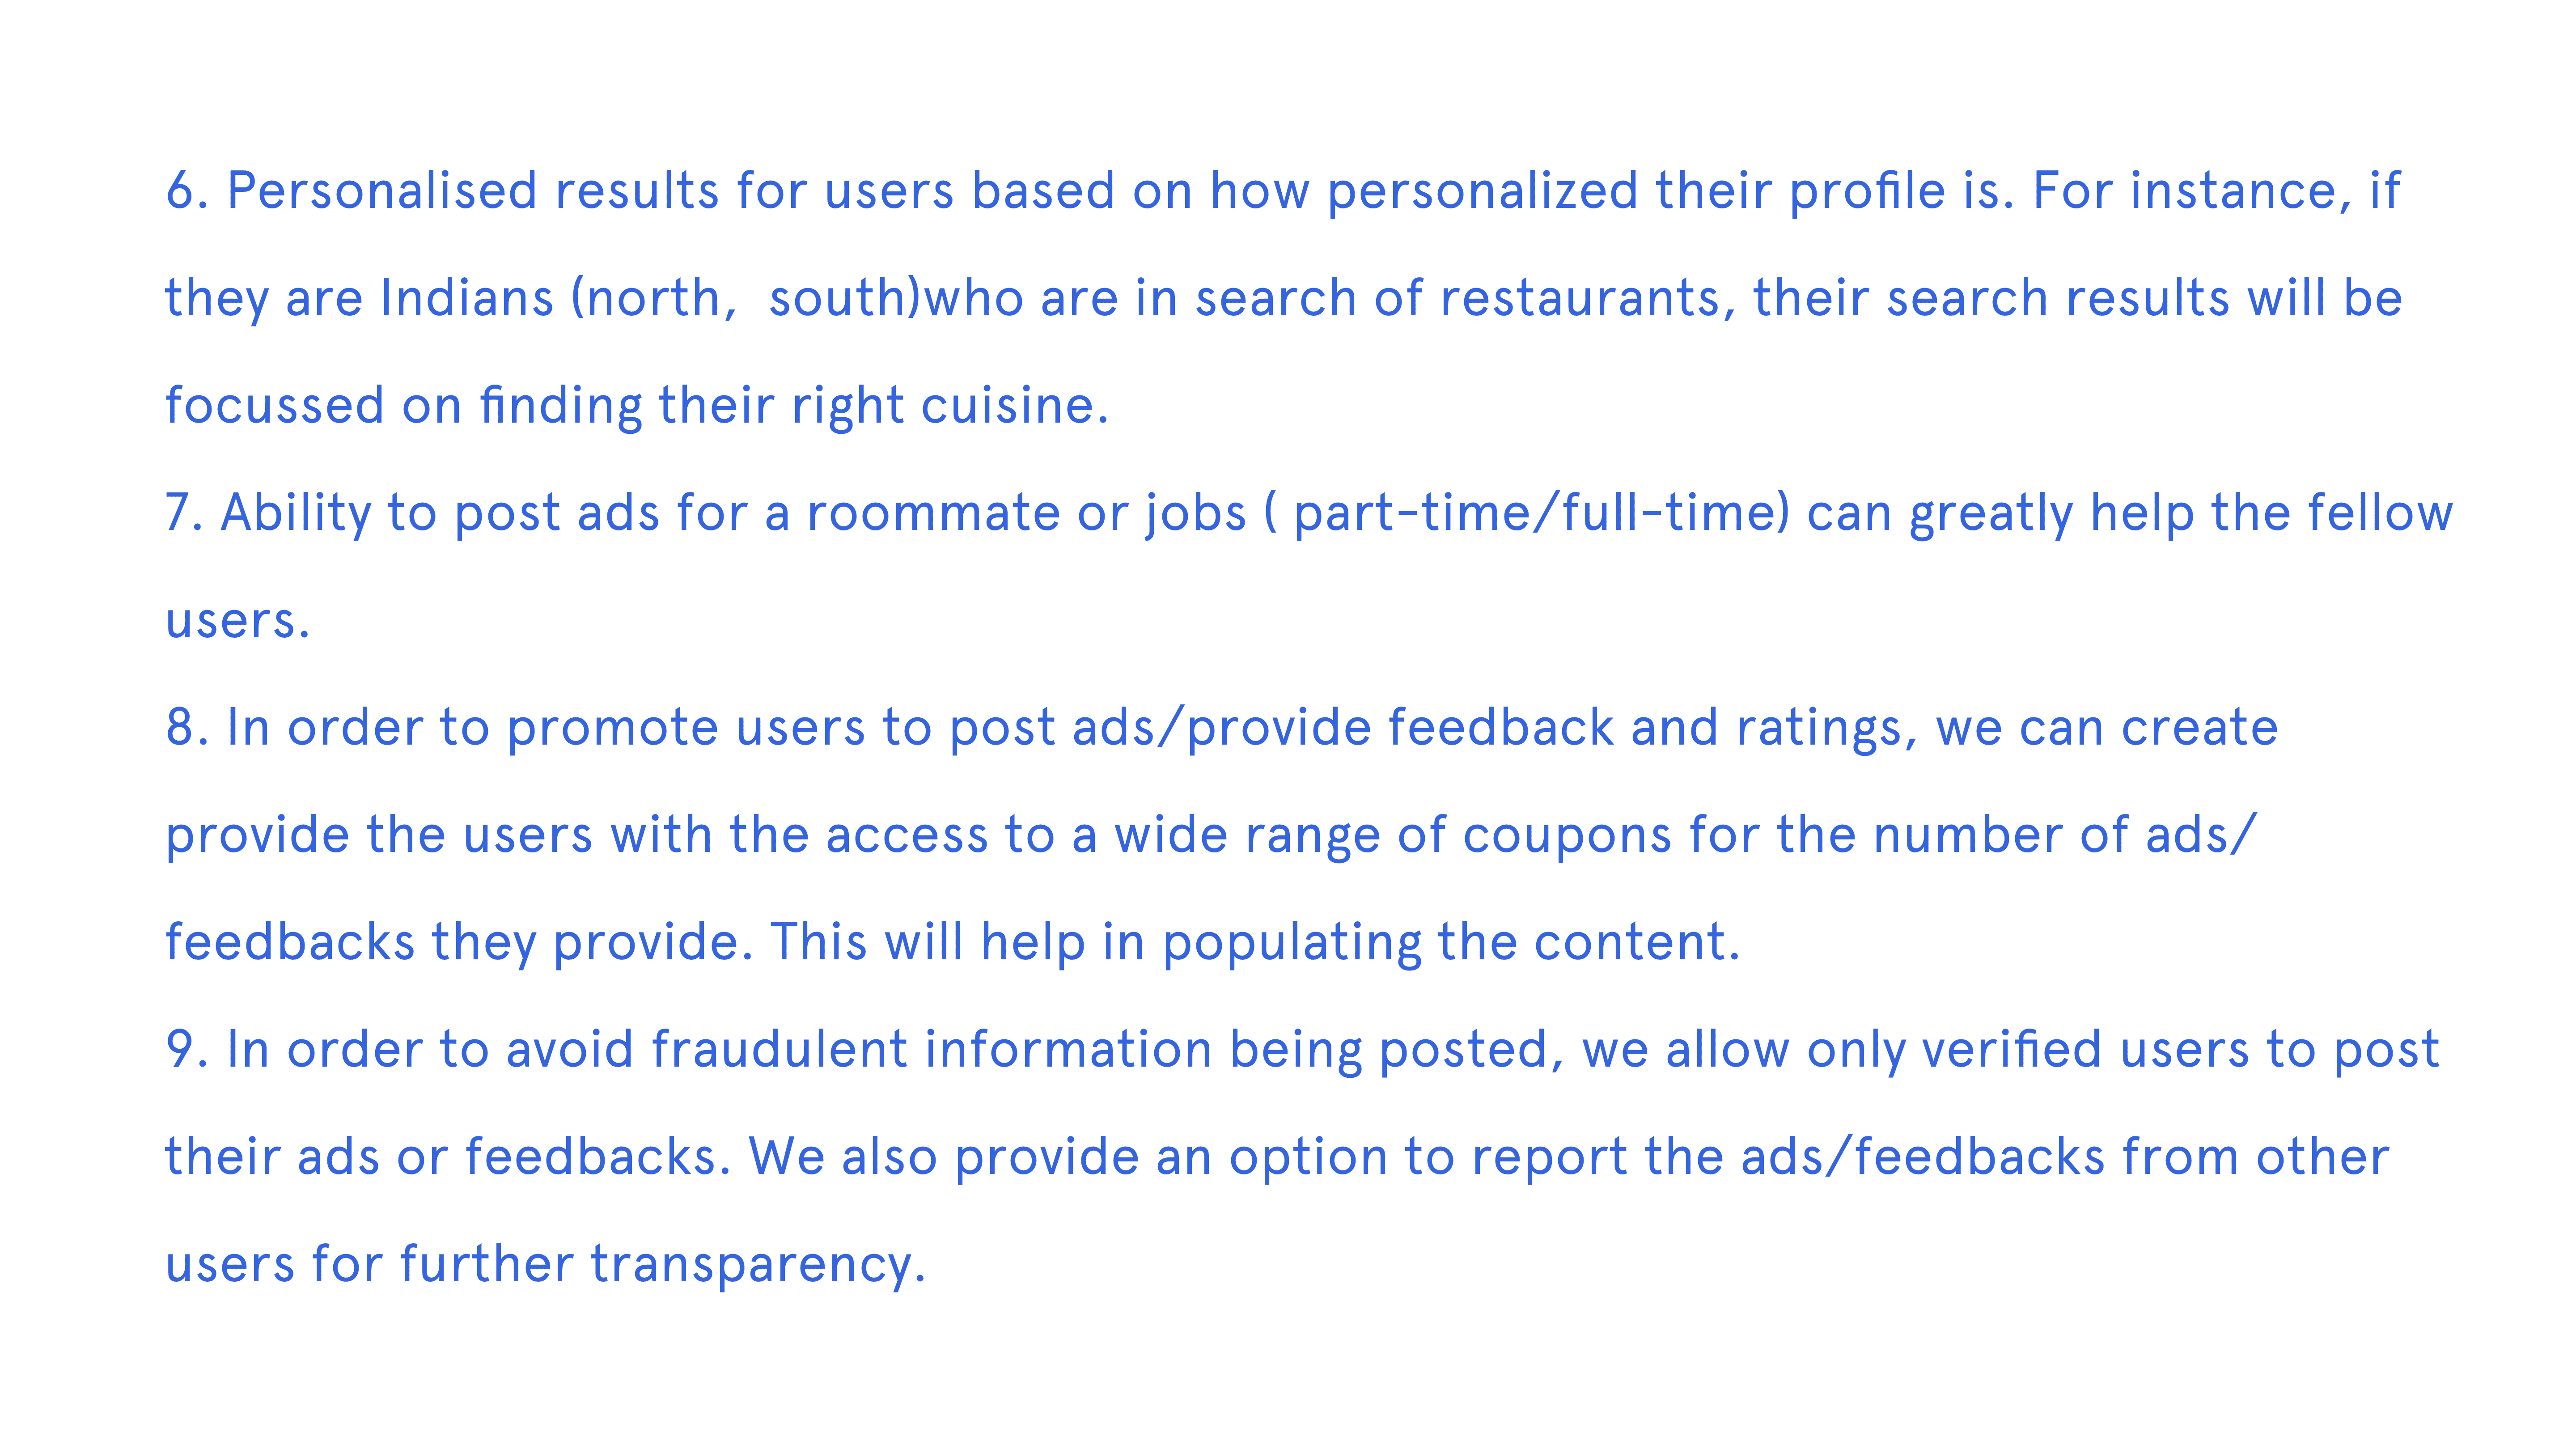 6. Personalised results for users based on how personalized their profile is. For instance, if
they are Indians (north,  south)who are in search of restaurants, their search results will be
focussed on finding their right cuisine.
7. Ability to post ads for a roommate or jobs ( part-time/full-time) can greatly help the fellow
users.
8. In order to promote users to post ads/provide feedback and ratings, we can create
provide the users with the access to a wide range of coupons for the number of ads/
feedbacks they provide. This will help in populating the content.
9. In order to avoid fraudulent information being posted, we allow only verified users to post
their ads or feedbacks. We also provide an option to report the ads/feedbacks from other
users for further transparency.